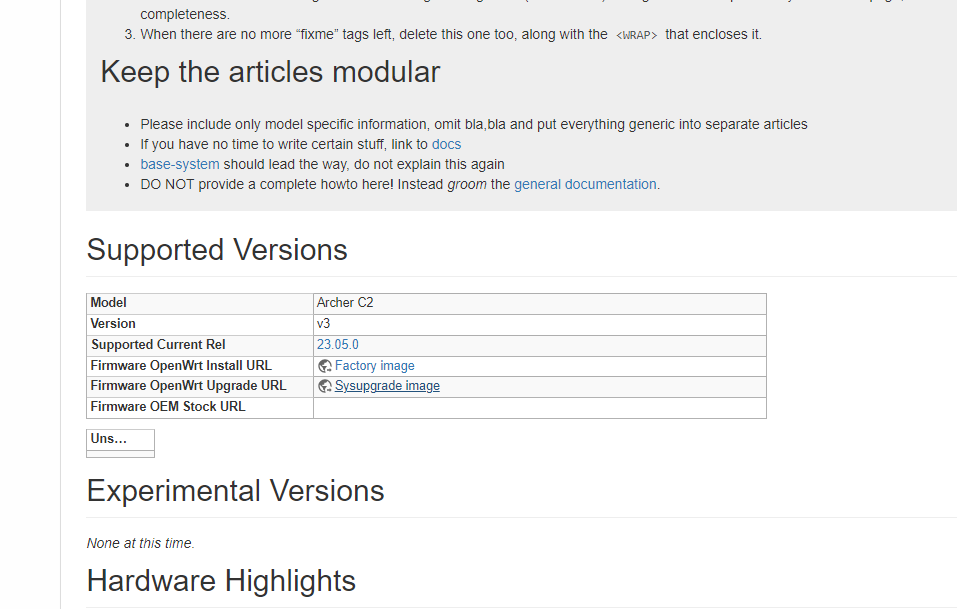 completeness.
3. When there are no more “fixme” tags left, delete this one too, along with the <WRAP> that encloses it.
Keep the articles modular
• Please include only model specific information, omit bla,bla and put everything generic into separate articles
• If you have no time to write certain stuff, link to docs
• base-system should lead the way, do not explain this again
• DO NOT provide a complete howto here! Instead groom the general documentation.
Supported Versions
Model Archer C2
Version v3
Supported Current Rel 23.05.0
Firmware OpenWrt Install URL Factory image
Firmware OpenWrt Upgrade URL Sysupgrade image
Firmware OEM Stock URL
Uns...
Experimental Versions
None at this time.
Hardware Highlights